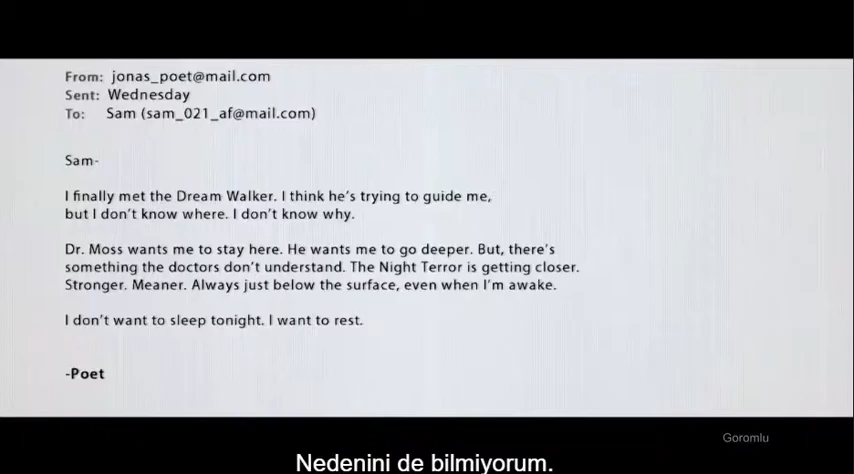 From: jonas_poet@mail.com
Sent: Wednesday
To: Sam (sam_021_af@mail.com)
Sam-
I finally met the Dream Walker. I think he's trying to guide me,
but I don't know where. I don't know why.
Dr. Moss wants me to stay here. He wants me to go deeper. But, there's
something the doctors don't understand. The Night Terror is getting closer.
Stronger. Meaner. Always just below the surface, even when I'm awake.
I don't want to sleep tonight. I want to rest.
-Poet
Goromlu
Nedenini de bilmiyorum.